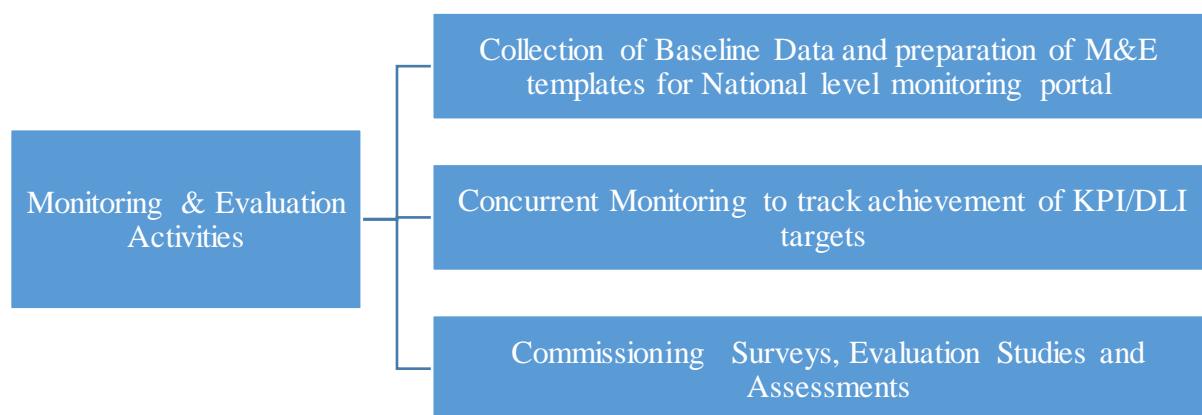 Collection of Baseline Data and preparation of M&E
templates for National level monitoring portal
Monitoring & Evaluation
Activities
Concurrent Monitoring to track achievement of KPI/DLI
targets
Commissioning Surveys, Evaluation Studies and
Assessments